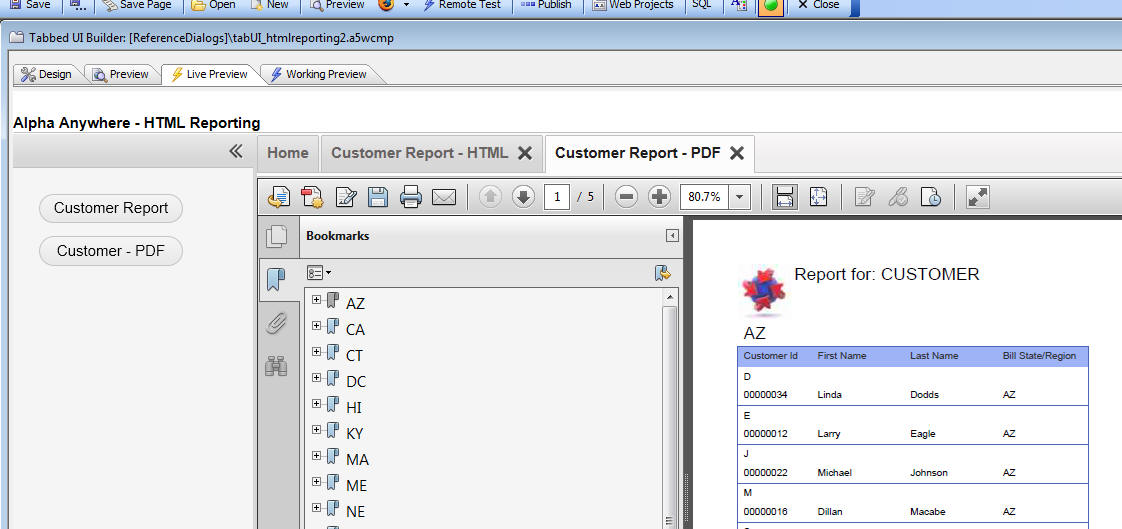 Save Save Page Open New Preview Remote Test Publish Web Projects SQL Close
Tabbed UI Builder: [ReferenceDialogs]\tabUI_htmlreporting2.a5wcmp
Design Preview Live Preview Working Preview
Alpha Anywhere - HTML Reporting
Home Customer Report - HTML Customer Report - PDF
Customer Report
Customer - PDF
1 / 5 80.7%
Bookmarks
AZ
CA
CT
DC
HI
KY
MA
ME
NE
Report for: CUSTOMER
AZ
Customer Id First Name Last Name Bill State/Region
D
00000034 Linda Dodds AZ
E
00000012 Larry Eagle AZ
J
00000022 Michael Johnson AZ
M
00000016 Dillan Macabe AZ